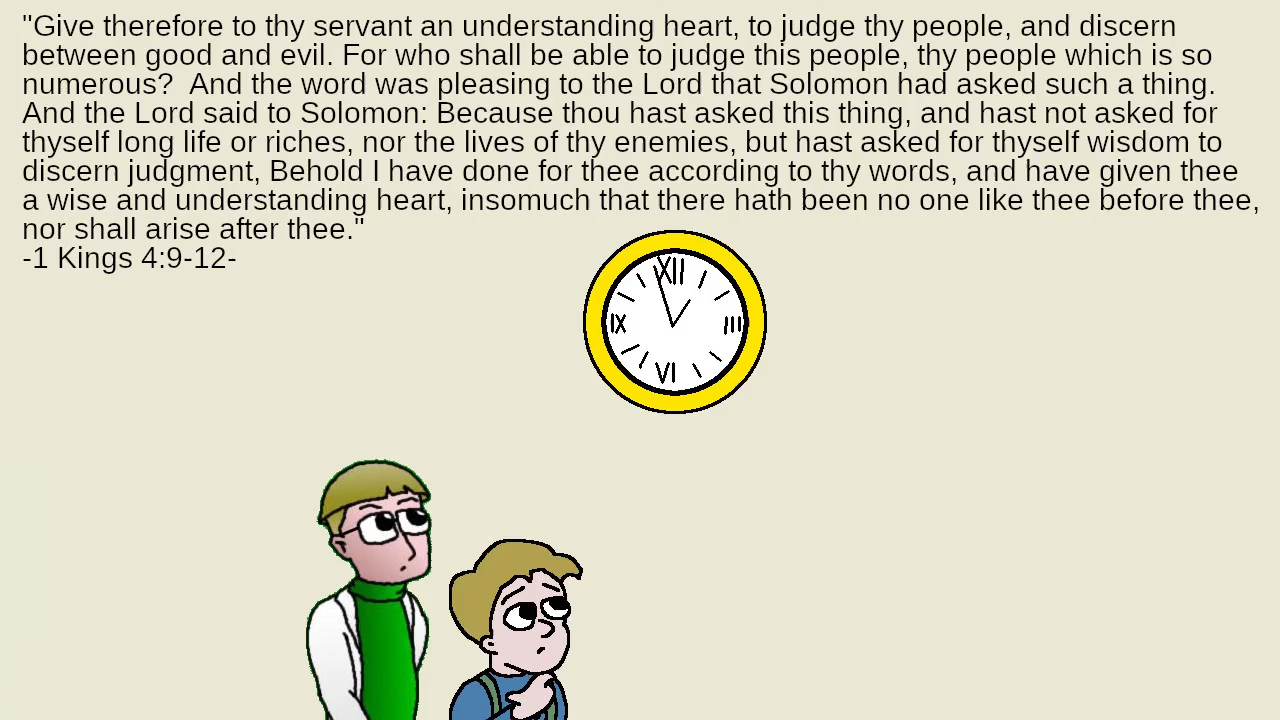 "Give therefore to thy servant an understanding heart, to judge thy people, and discern
between good and evil. For who shall be able to judge this people, thy people which is so
numerous?  And the word was pleasing to the Lord that Solomon had asked such a thing.
And the Lord said to Solomon: Because thou hast asked this thing, and hast not asked for
thyself long life or riches, nor the lives of thy enemies, but hast asked for thyself wisdom to
discern judgment, Behold I have done for thee according to thy words, and have given thee
a wise and understanding heart, insomuch that there hath been no one like thee before thee,
nor shall arise after thee."
-1 Kings 4:9-12-
XII
IX
III
VI